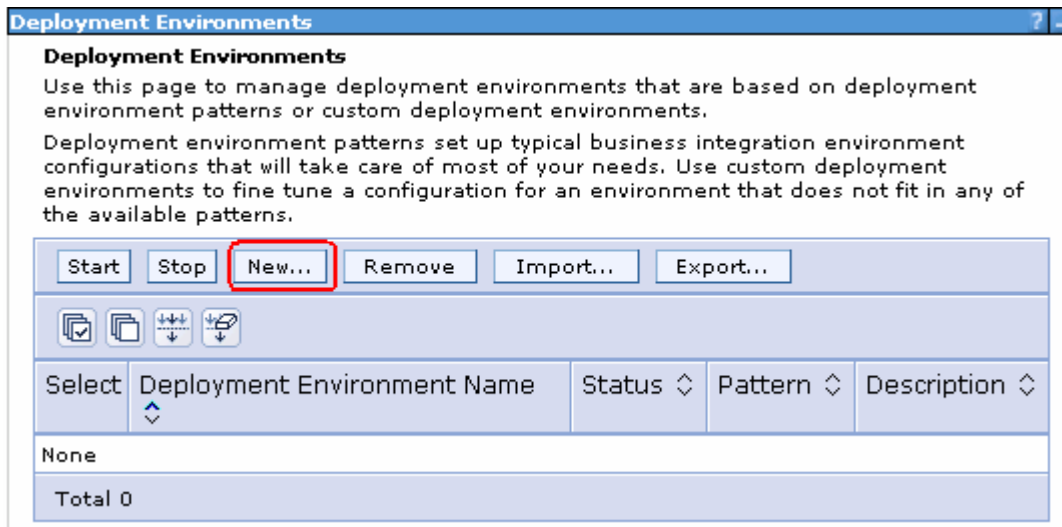 Deployment Environments ? -
Deployment Environments
Use this page to manage deployment environments that are based on deployment
environment patterns or custom deployment environments.
Deployment environment patterns set up typical business integration environment
configurations that will take care of most of your needs. Use custom deployment
environments to fine tune a configuration for an environment that does not fit in any of
the available patterns.
Start Stop New... Remove Import... Export...
Select Deployment Environment Name Status Pattern Description
None
Total 0